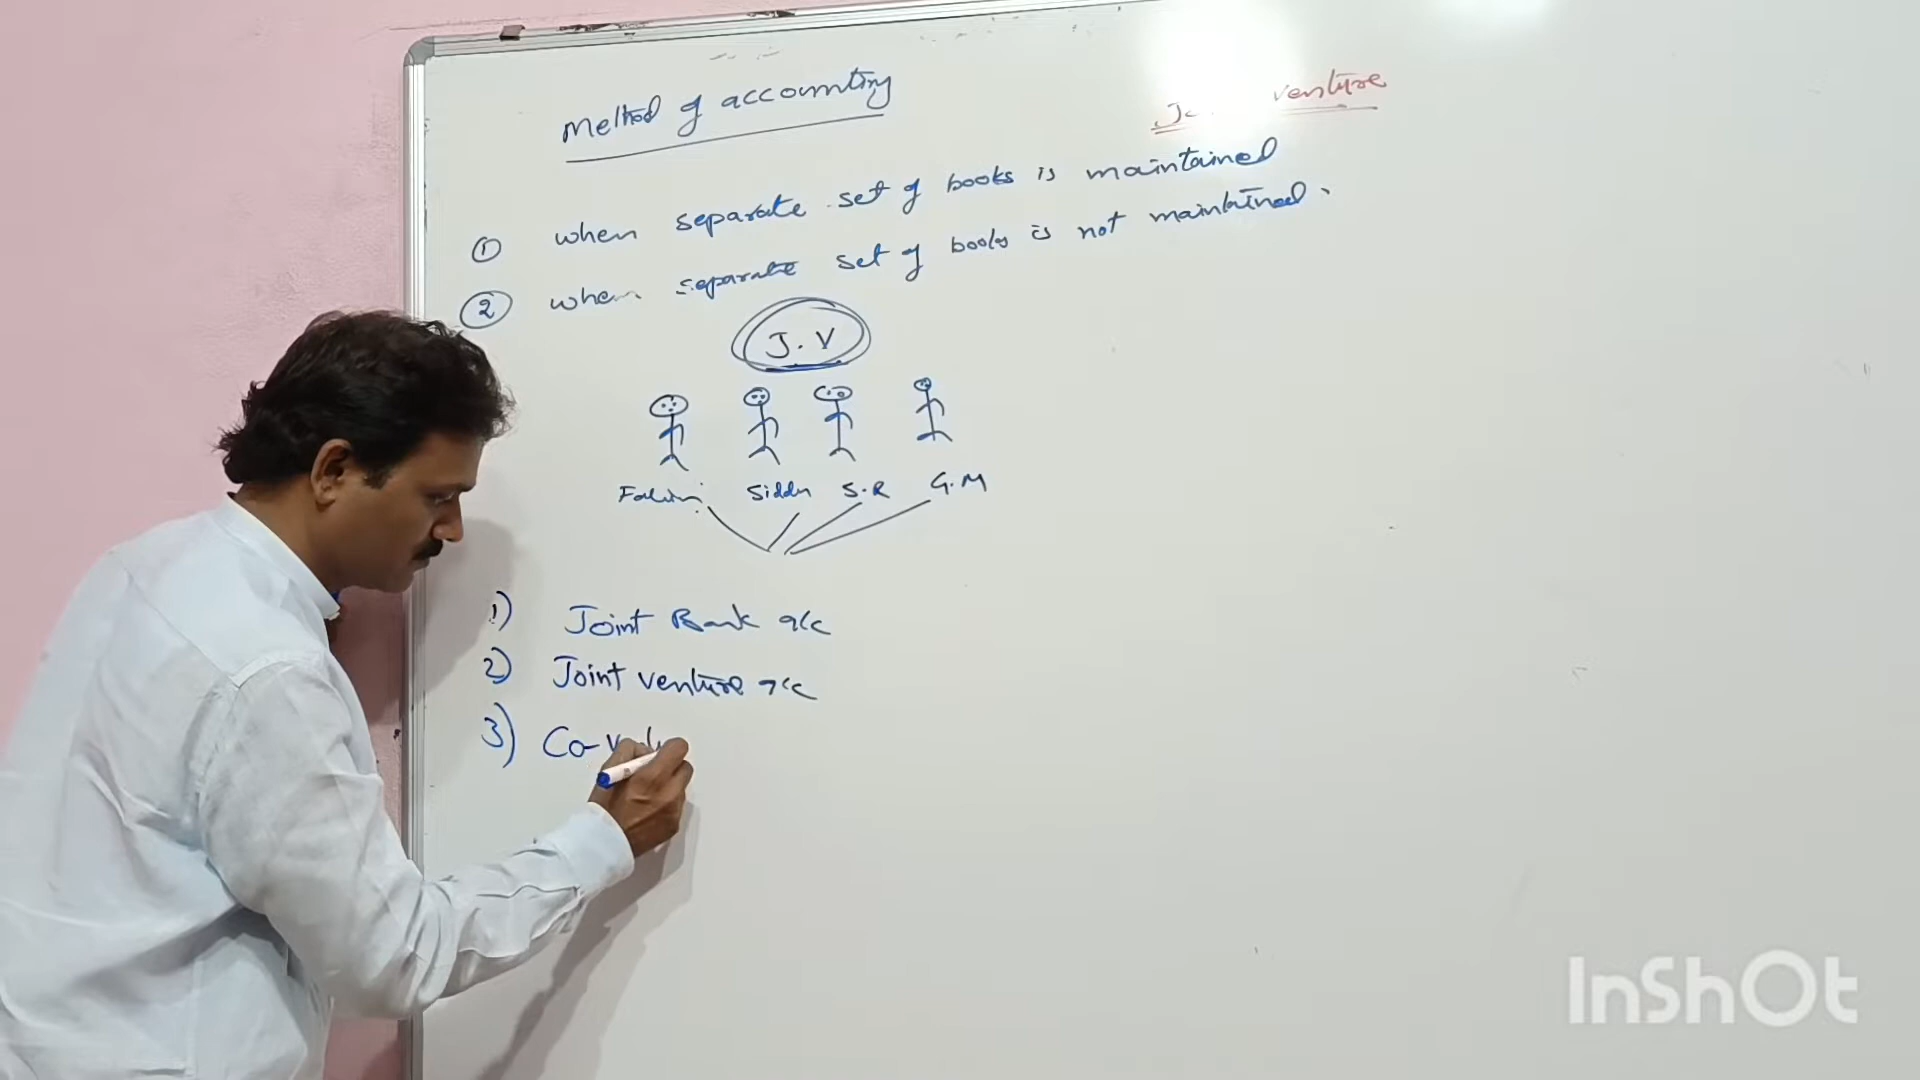 Method of accounting
venture
① when separate set of books is maintained
② when separate set of books is not maintained.
J.V
Siddu S.R G.M
1) Joint Bank a/c
2) Joint venture a/c
3) Co-
InShOt